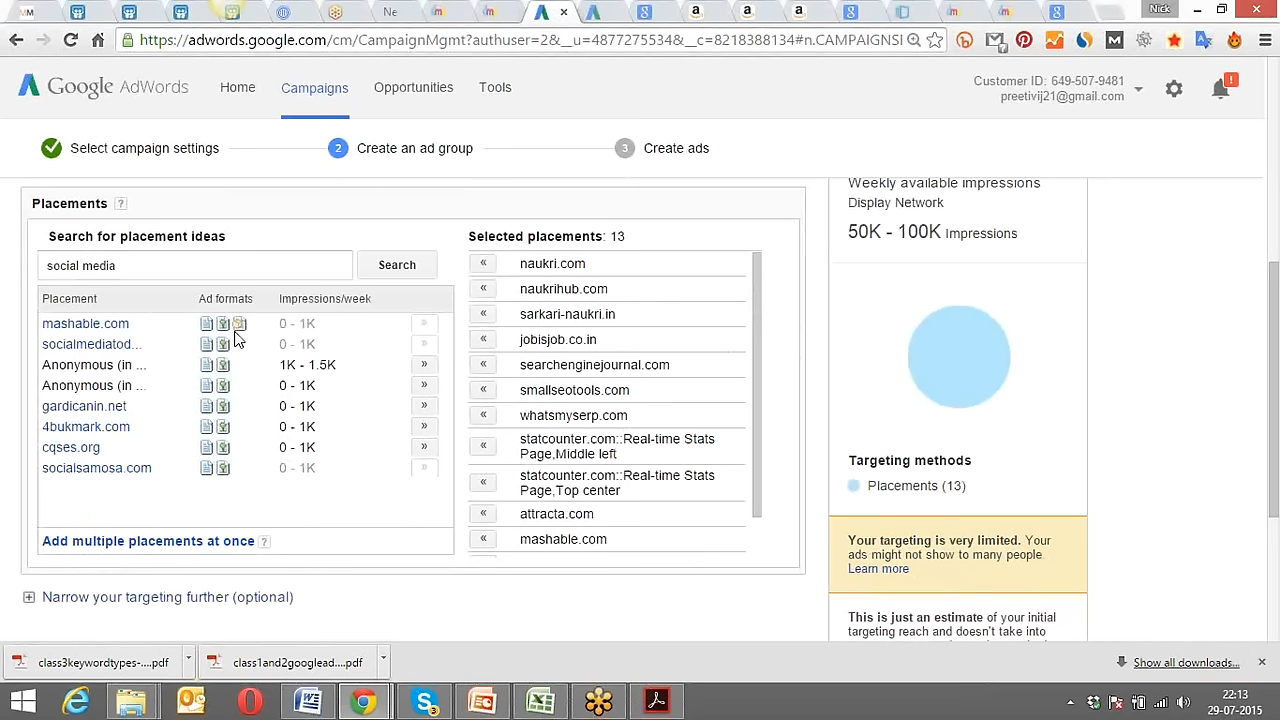 VM
Ne
Nick
https://adwords.google.com/cm/CampaignMgmt?authuser=2&__u=4877275534&__c=8218388134#n.CAMPAIGNSI
Google AdWords
Home
Campaigns
Opportunities
Tools
Customer ID: 649-507-9481
preetivij21@gmail.com
!
Select campaign settings
2
Create an ad group
3
Create ads
Placements ?
Search for placement ideas
social media
Search
Placement
Ad formats
Impressions/week
mashable.com
0 - 1K
»
socialmediatod...
0 - 1K
»
Anonymous (in ...
1K - 1.5K
»
Anonymous (in ...
0 - 1K
»
gardicanin.net
0 - 1K
»
4bukmark.com
0 - 1K
»
cqses.org
0 - 1K
»
socialsamosa.com
0 - 1K
»
Add multiple placements at once ?
Selected placements: 13
« naukri.com
« naukrihub.com
« sarkari-naukri.in
« jobisjob.co.in
« searchenginejournal.com
« smallseotools.com
« whatsmyserp.com
« statcounter.com::Real-time Stats
Page,Middle left
« statcounter.com::Real-time Stats
Page,Top center
« attracta.com
« mashable.com
Narrow your targeting further (optional)
Weekly available impressions
Display Network
50K - 100K Impressions
Targeting methods
Placements (13)
Your targeting is very limited. Your
ads might not show to many people.
Learn more
This is just an estimate of your initial
targeting reach and doesn't take into
class3keywordtypes-....pdf
class1and2googlead....pdf
Show all downloads...
22:13
29-07-2015